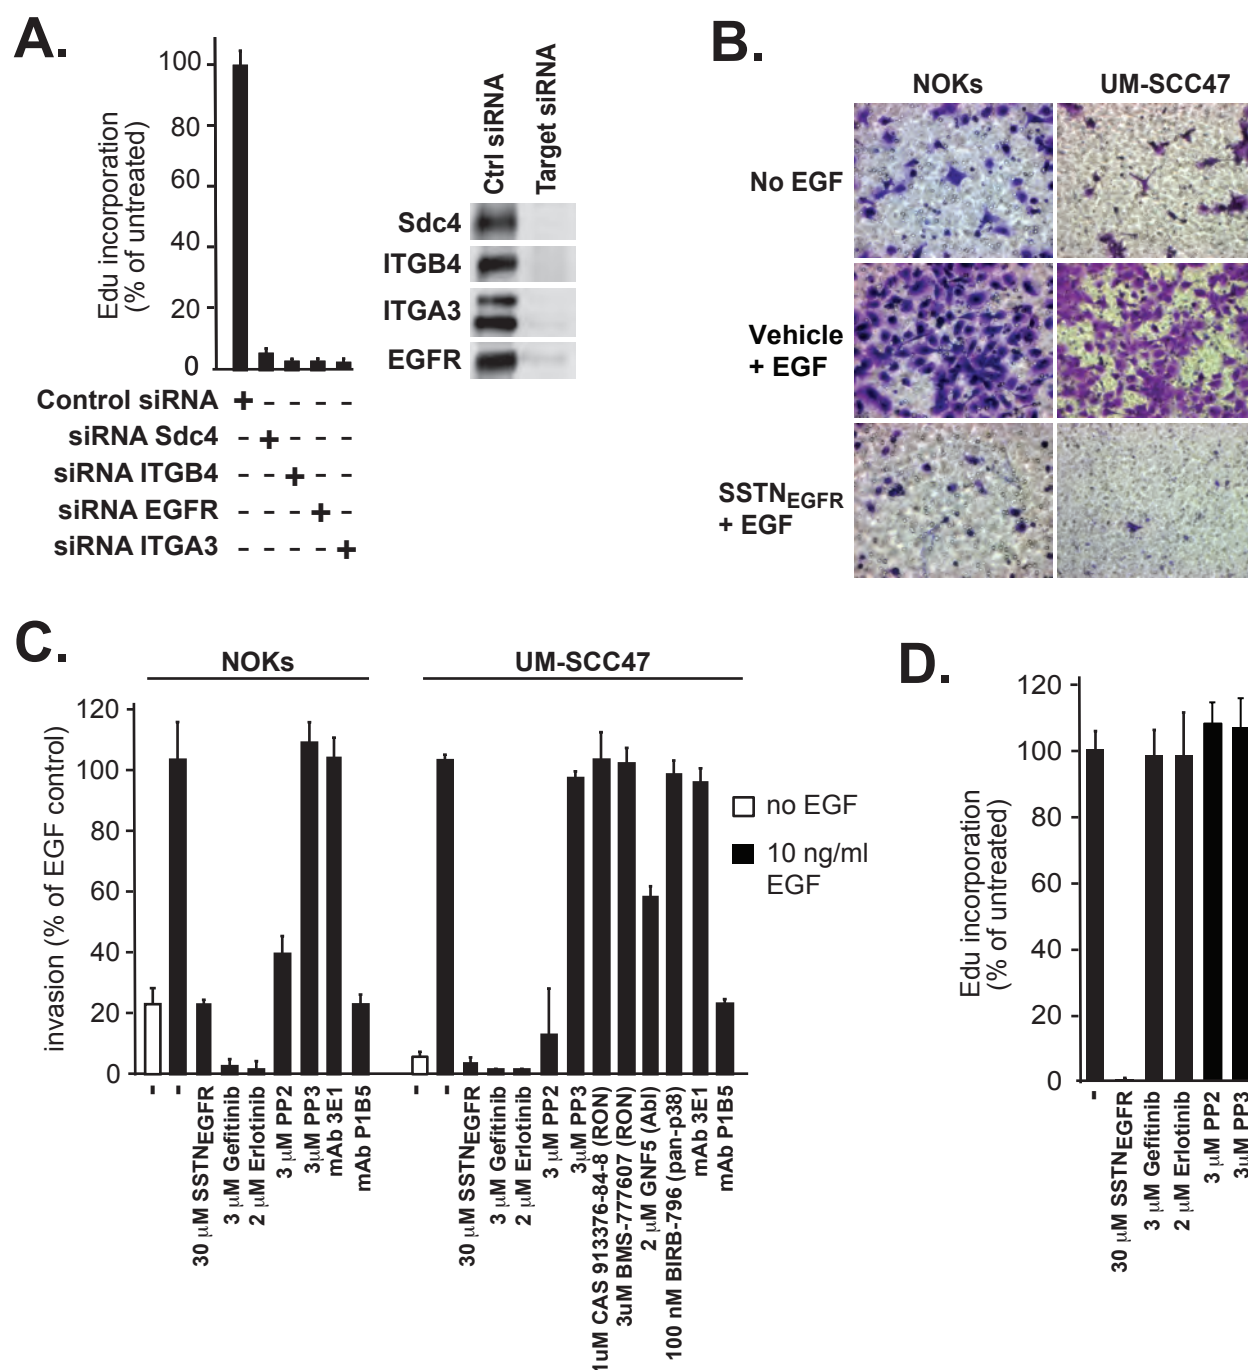 A.
Edu incorporation
(% of untreated)
100
80
60
40
20
0
Control siRNA + - - - -
siRNA Sdc4 - + - - -
siRNA ITGB4 - - + - -
siRNA EGFR - - - + -
siRNA ITGA3 - - - - +
Ctrl siRNA
Target siRNA
Sdc4
ITGB4
ITGA3
EGFR
B.
NOKs
UM-SCC47
No EGF
Vehicle
+ EGF
SSTNEGFR
+ EGF
C.
NOKs
UM-SCC47
invasion (% of EGF control)
120
100
80
60
40
20
0
no EGF
10 ng/ml
EGF
-
-
30 µM SSTNEGFR
3 µM Gefitinib
2 µM Erlotinib
3 µM PP2
3µM PP3
mAb 3E1
mAb P1B5
-
-
30 µM SSTNEGFR
3 µM Gefitinib
2 µM Erlotinib
3 µM PP2
3µM PP3
1uM CAS 913376-84-8 (RON)
3uM BMS-777607 (RON)
2 µM GNF5 (Abl)
100 nM BIRB-796 (pan-p38)
mAb 3E1
mAb P1B5
D.
Edu incorporation
(% of untreated)
120
100
80
60
40
20
0
-
30 µM SSTNEGFR
3 µM Gefitinib
2 µM Erlotinib
3 µM PP2
3µM PP3